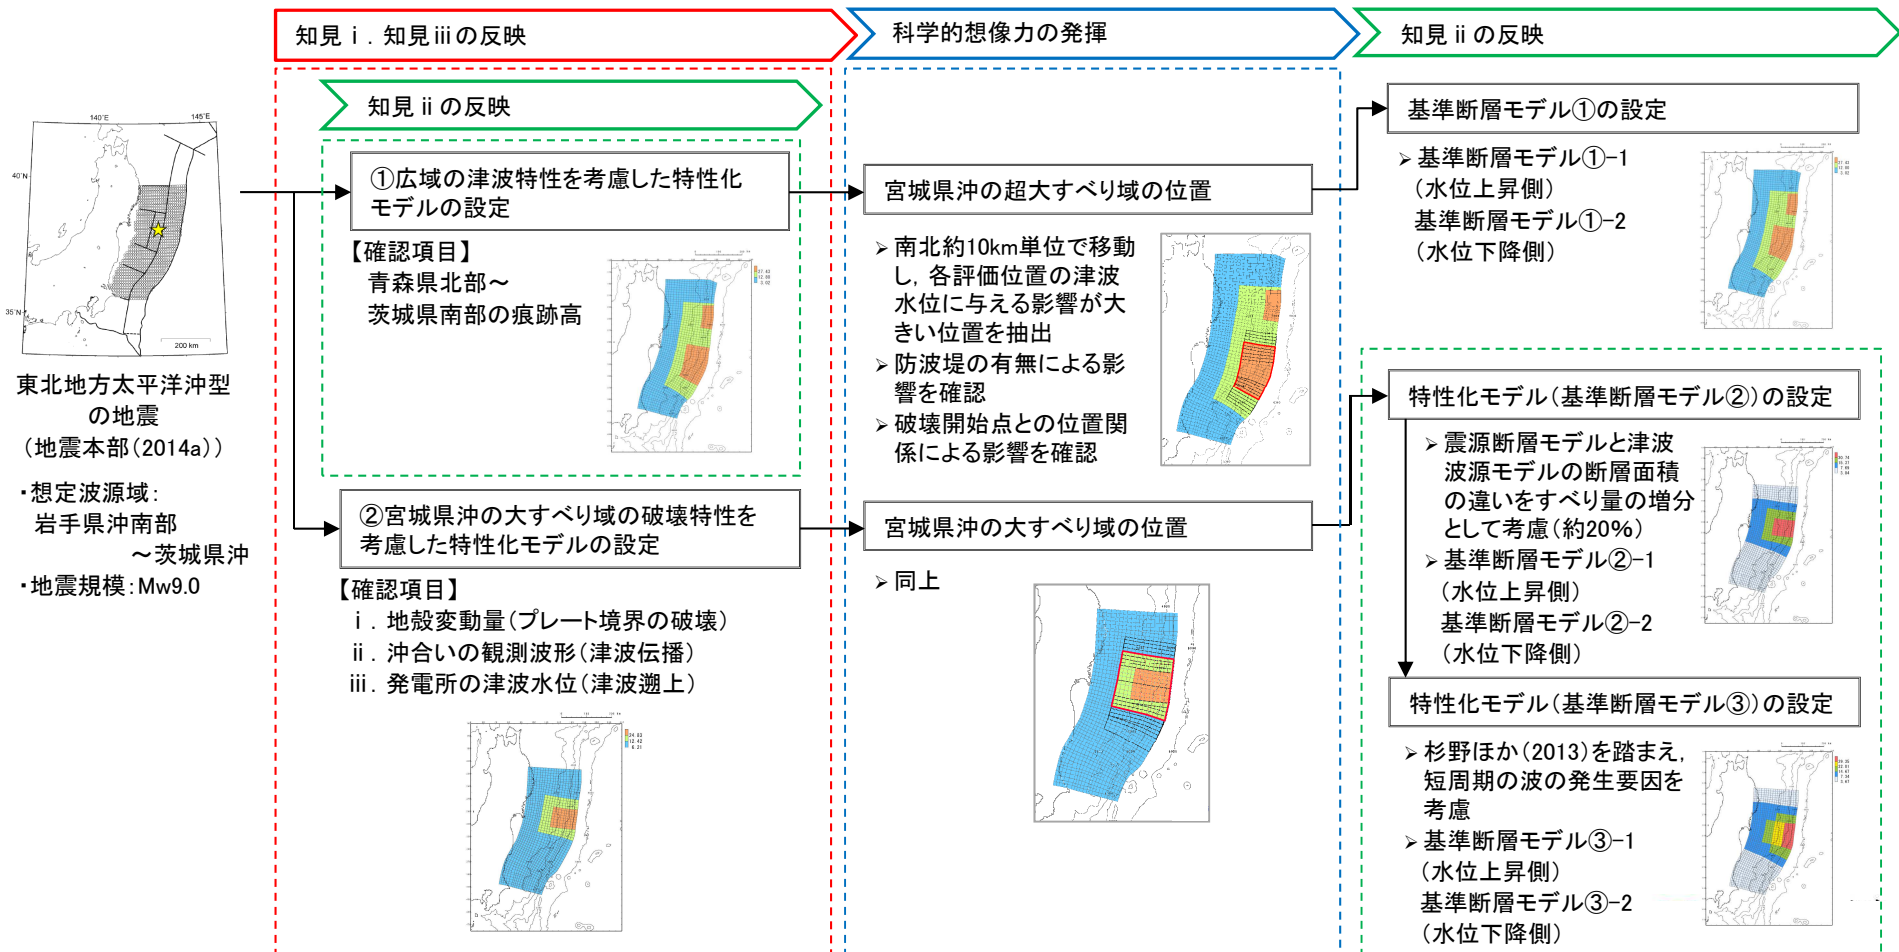 知見ⅰ．知見ⅲの反映
科学的想像力の発揮
知見ⅱの反映
知見ⅱの反映
140˚E
145˚E
40˚N
35˚N
200 km
東北地方太平洋沖型
の地震
（地震本部（2014a））
・想定波源域：
岩手県沖南部
～茨城県沖
・地震規模：Mw9.0
①広域の津波特性を考慮した特性化
モデルの設定
【確認項目】
青森県北部～
茨城県南部の痕跡高
②宮城県沖の大すべり域の破壊特性を
考慮した特性化モデルの設定
【確認項目】
ⅰ．地殻変動量（プレート境界の破壊）
ⅱ．沖合いの観測波形（津波伝播）
ⅲ．発電所の津波水位（津波遡上）
宮城県沖の超大すべり域の位置
➢南北約10km単位で移動
し，各評価位置の津波
水位に与える影響が大
きい位置を抽出
➢防波堤の有無による影
響を確認
➢破壊開始点との位置関
係による影響を確認
宮城県沖の大すべり域の位置
➢同上
基準断層モデル①の設定
➢基準断層モデル①-1
（水位上昇側）
基準断層モデル①-2
（水位下降側）
特性化モデル（基準断層モデル②）の設定
➢震源断層モデルと津波
波源モデルの断層面積
の違いをすべり量の増分
として考慮（約20%）
➢基準断層モデル②-1
（水位上昇側）
基準断層モデル②-2
（水位下降側）
特性化モデル（基準断層モデル③）の設定
➢杉野ほか（2013）を踏まえ，
短周期の波の発生要因を
考慮
➢基準断層モデル③-1
（水位上昇側）
基準断層モデル③-2
（水位下降側）